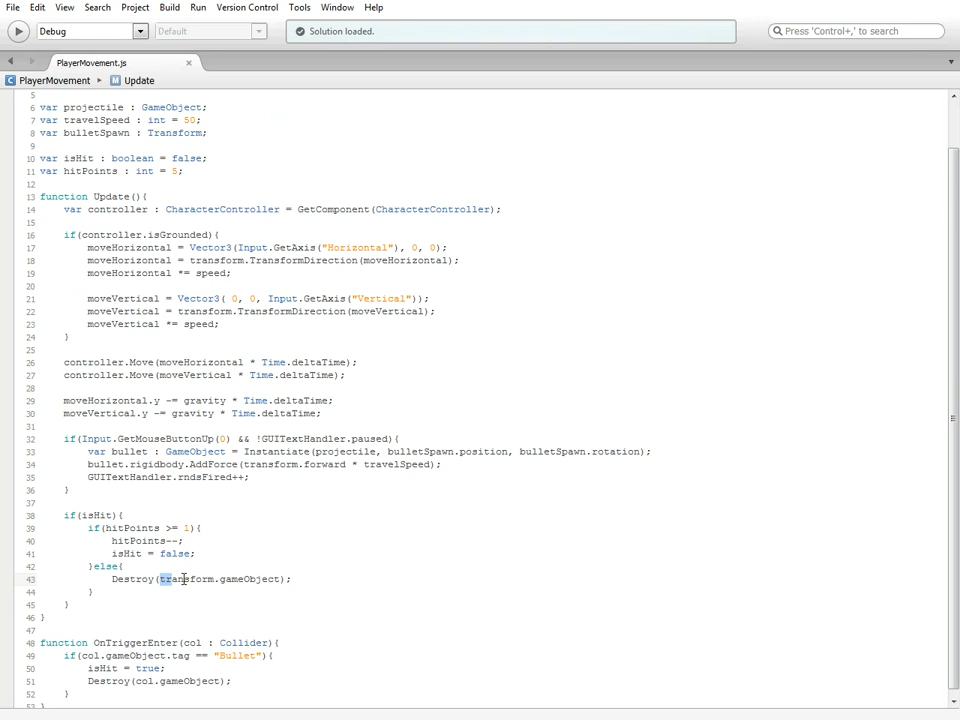 File Edit View Search Project Build Run Version Control Tools Window Help
Debug Default Solution loaded. Press 'Control+,' to search
PlayerMovement.js
PlayerMovement Update
5
6 var projectile : GameObject;
7 var travelSpeed : int = 50;
8 var bulletSpawn : Transform;
9
10 var isHit : boolean = false;
11 var hitPoints : int = 5;
12
13 function Update(){
14 var controller : CharacterController = GetComponent(CharacterController);
15
16 if(controller.isGrounded){
17 moveHorizontal = Vector3(Input.GetAxis("Horizontal"), 0, 0);
18 moveHorizontal = transform.TransformDirection(moveHorizontal);
19 moveHorizontal *= speed;
20
21 moveVertical = Vector3( 0, 0, Input.GetAxis("Vertical"));
22 moveVertical = transform.TransformDirection(moveVertical);
23 moveVertical *= speed;
24 }
25
26 controller.Move(moveHorizontal * Time.deltaTime);
27 controller.Move(moveVertical * Time.deltaTime);
28
29 moveHorizontal.y -= gravity * Time.deltaTime;
30 moveVertical.y -= gravity * Time.deltaTime;
31
32 if(Input.GetMouseButtonUp(0) && !GUITextHandler.paused){
33 var bullet : GameObject = Instantiate(projectile, bulletSpawn.position, bulletSpawn.rotation);
34 bullet.rigidbody.AddForce(transform.forward * travelSpeed);
35 GUITextHandler.rndsFired++;
36 }
37
38 if(isHit){
39 if(hitPoints >= 1){
40 hitPoints--;
41 isHit = false;
42 }else{
43 Destroy(transform.gameObject);
44 }
45 }
46 }
47
48 function OnTriggerEnter(col : Collider){
49 if(col.gameObject.tag == "Bullet"){
50 isHit = true;
51 Destroy(col.gameObject);
52 }
53 }